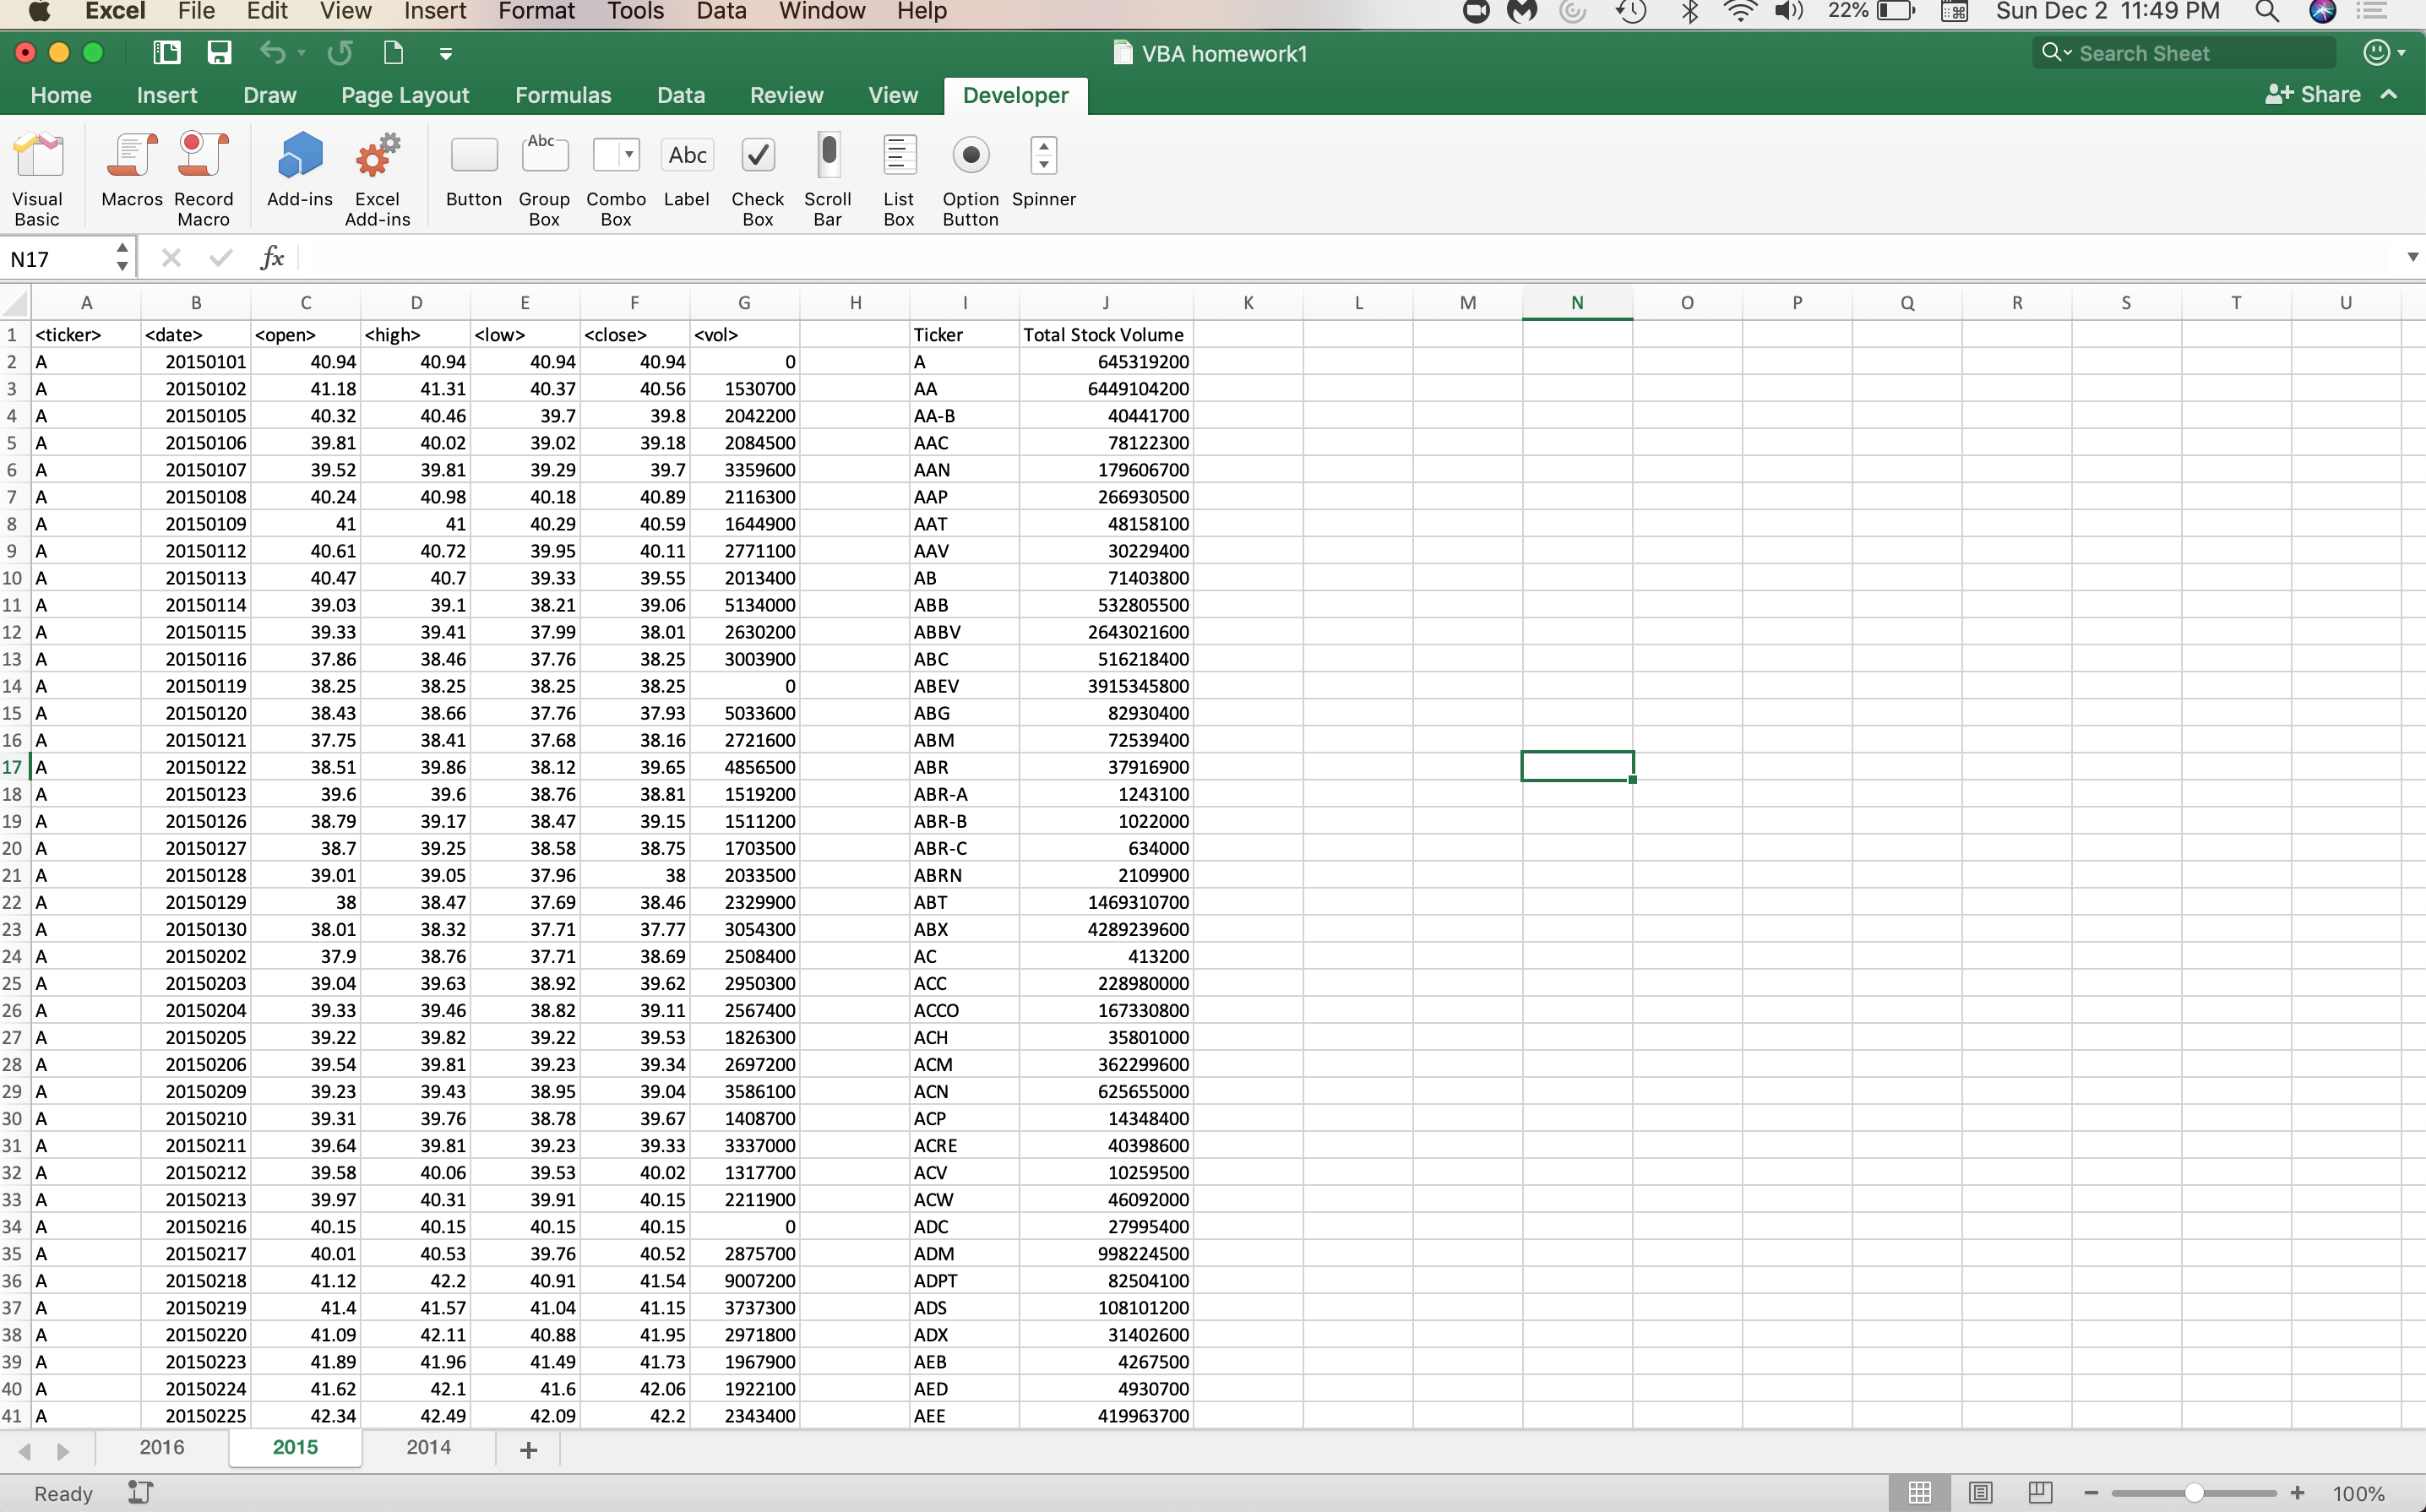 Excel File Edit View Insert Format Tools Data Window Help 22% Sun Dec 2 11:49 PM
VBA homework1 Search Sheet
Home Insert Draw Page Layout Formulas Data Review View Developer Share
Abc Abc
Visual Basic Macros Record Macro Add-ins Excel Add-ins Button Group Box Combo Box Label Check Box Scroll Bar List Box Option Button Spinner
N17 fx
A B C D E F G H I J K L M N O P Q R S T U
1 <ticker> <date> <open> <high> <low> <close> <vol> Ticker Total Stock Volume
2 A 20150101 40.94 40.94 40.94 40.94 0 A 645319200
3 A 20150102 41.18 41.31 40.37 40.56 1530700 AA 6449104200
4 A 20150105 40.32 40.46 39.7 39.8 2042200 AA-B 40441700
5 A 20150106 39.81 40.02 39.02 39.18 2084500 AAC 78122300
6 A 20150107 39.52 39.81 39.29 39.7 3359600 AAN 179606700
7 A 20150108 40.24 40.98 40.18 40.89 2116300 AAP 266930500
8 A 20150109 41 41 40.29 40.59 1644900 AAT 48158100
9 A 20150112 40.61 40.72 39.95 40.11 2771100 AAV 30229400
10 A 20150113 40.47 40.7 39.33 39.55 2013400 AB 71403800
11 A 20150114 39.03 39.1 38.21 39.06 5134000 ABB 532805500
12 A 20150115 39.33 39.41 37.99 38.01 2630200 ABBV 2643021600
13 A 20150116 37.86 38.46 37.76 38.25 3003900 ABC 516218400
14 A 20150119 38.25 38.25 38.25 38.25 0 ABEV 3915345800
15 A 20150120 38.43 38.66 37.76 37.93 5033600 ABG 82930400
16 A 20150121 37.75 38.41 37.68 38.16 2721600 ABM 72539400
17 A 20150122 38.51 39.86 38.12 39.65 4856500 ABR 37916900
18 A 20150123 39.6 39.6 38.76 38.81 1519200 ABR-A 1243100
19 A 20150126 38.79 39.17 38.47 39.15 1511200 ABR-B 1022000
20 A 20150127 38.7 39.25 38.58 38.75 1703500 ABR-C 634000
21 A 20150128 39.01 39.05 37.96 38 2033500 ABRN 2109900
22 A 20150129 38 38.47 37.69 38.46 2329900 ABT 1469310700
23 A 20150130 38.01 38.32 37.71 37.77 3054300 ABX 4289239600
24 A 20150202 37.9 38.76 37.71 38.69 2508400 AC 413200
25 A 20150203 39.04 39.63 38.92 39.62 2950300 ACC 228980000
26 A 20150204 39.33 39.46 38.82 39.11 2567400 ACCO 167330800
27 A 20150205 39.22 39.82 39.22 39.53 1826300 ACH 35801000
28 A 20150206 39.54 39.81 39.23 39.34 2697200 ACM 362299600
29 A 20150209 39.23 39.43 38.95 39.04 3586100 ACN 625655000
30 A 20150210 39.31 39.76 38.78 39.67 1408700 ACP 14348400
31 A 20150211 39.64 39.81 39.23 39.33 3337000 ACRE 40398600
32 A 20150212 39.58 40.06 39.53 40.02 1317700 ACV 10259500
33 A 20150213 39.97 40.31 39.91 40.15 2211900 ACW 46092000
34 A 20150216 40.15 40.15 40.15 40.15 0 ADC 27995400
35 A 20150217 40.01 40.53 39.76 40.52 2875700 ADM 998224500
36 A 20150218 41.12 42.2 40.91 41.54 9007200 ADPT 82504100
37 A 20150219 41.4 41.57 41.04 41.15 3737300 ADS 108101200
38 A 20150220 41.09 42.11 40.88 41.95 2971800 ADX 31402600
39 A 20150223 41.89 41.96 41.49 41.73 1967900 AEB 4267500
40 A 20150224 41.62 42.1 41.6 42.06 1922100 AED 4930700
41 A 20150225 42.34 42.49 42.09 42.2 2343400 AEE 419963700
2016 2015 2014 +
Ready 100%